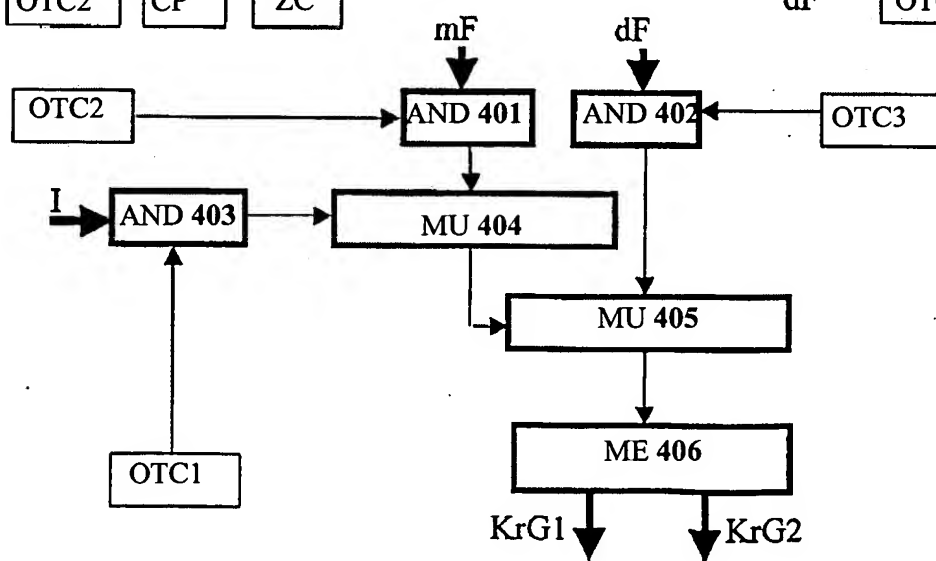 OTC2 CP ZC dF
mF dF
OTC2 AND 401 AND 402 OTC3
I AND 403 MU 404
MU 405
OTC1 ME 406
KrG1 KrG2